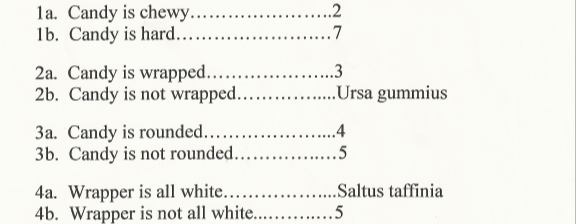 1a. Candy is chewy........................2
1b. Candy is hard..........................7
2a. Candy is wrapped......................3
2b. Candy is not wrapped.................Ursa gummius
3a. Candy is rounded.......................4
3b. Candy is not rounded..................5
4a. Wrapper is all white...................Saltus taffinia
4b. Wrapper is not all white..............5